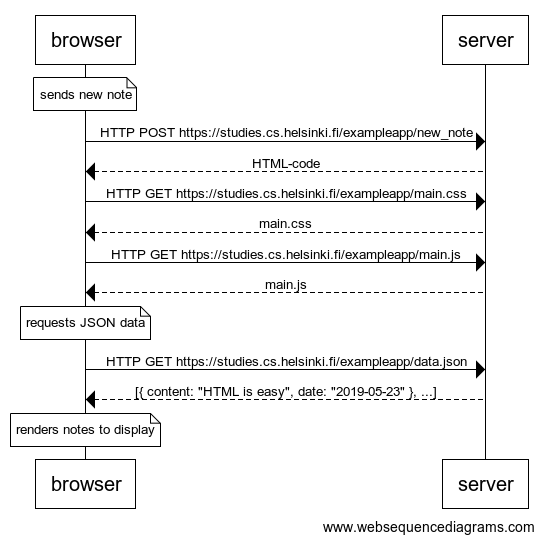 browser server
sends new note
HTTP POST https://studies.cs.helsinki.fi/exampleapp/new_note
HTML-code
HTTP GET https://studies.cs.helsinki.fi/exampleapp/main.css
main.css
HTTP GET https://studies.cs.helsinki.fi/exampleapp/main.js
main.js
requests JSON data
HTTP GET https://studies.cs.helsinki.fi/exampleapp/data.json
[{ content: "HTML is easy", date: "2019-05-23" }, ...]
renders notes to display
browser server
www.websequencediagrams.com